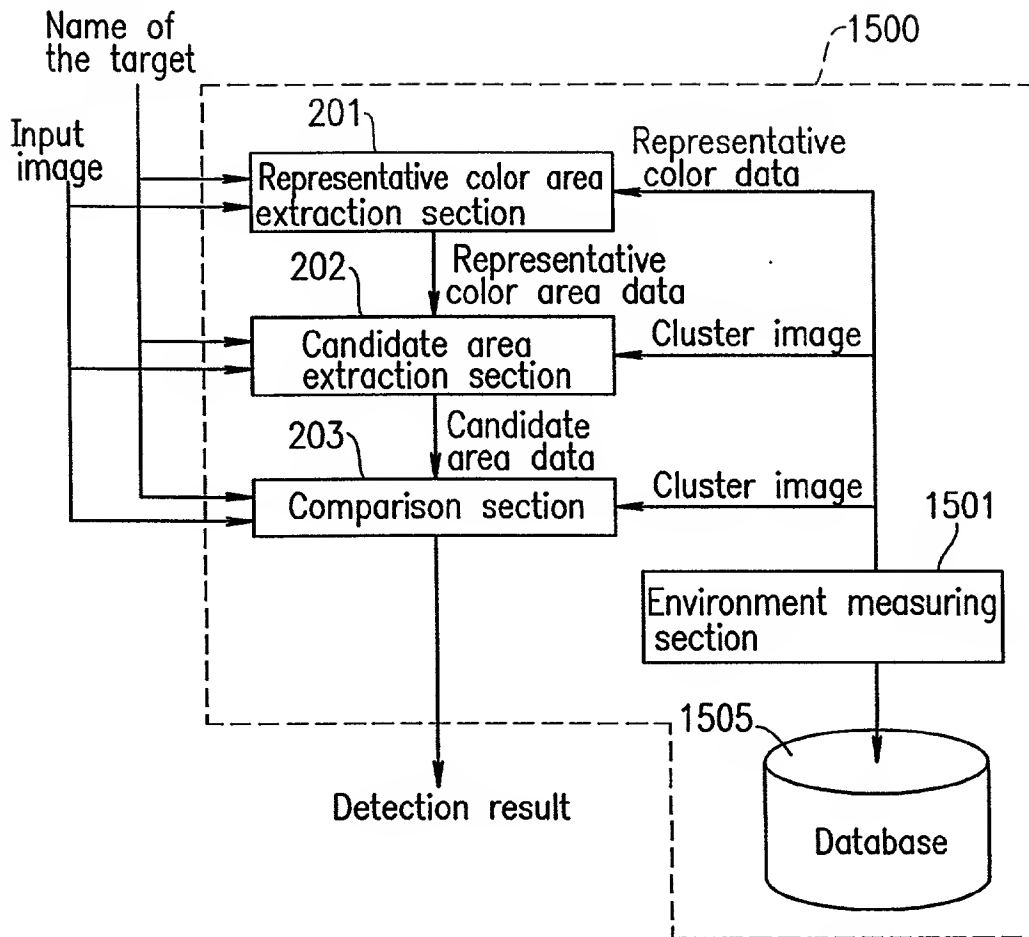 Name of
the target
1500
Input
image
201
Representative
color data
Representative color area
extraction section
Representative
color area data
202
Candidate area
extraction section
Cluster image
Candidate
area data
203
Comparison section
Cluster image
1501
Environment measuring
section
1505
Database
Detection result